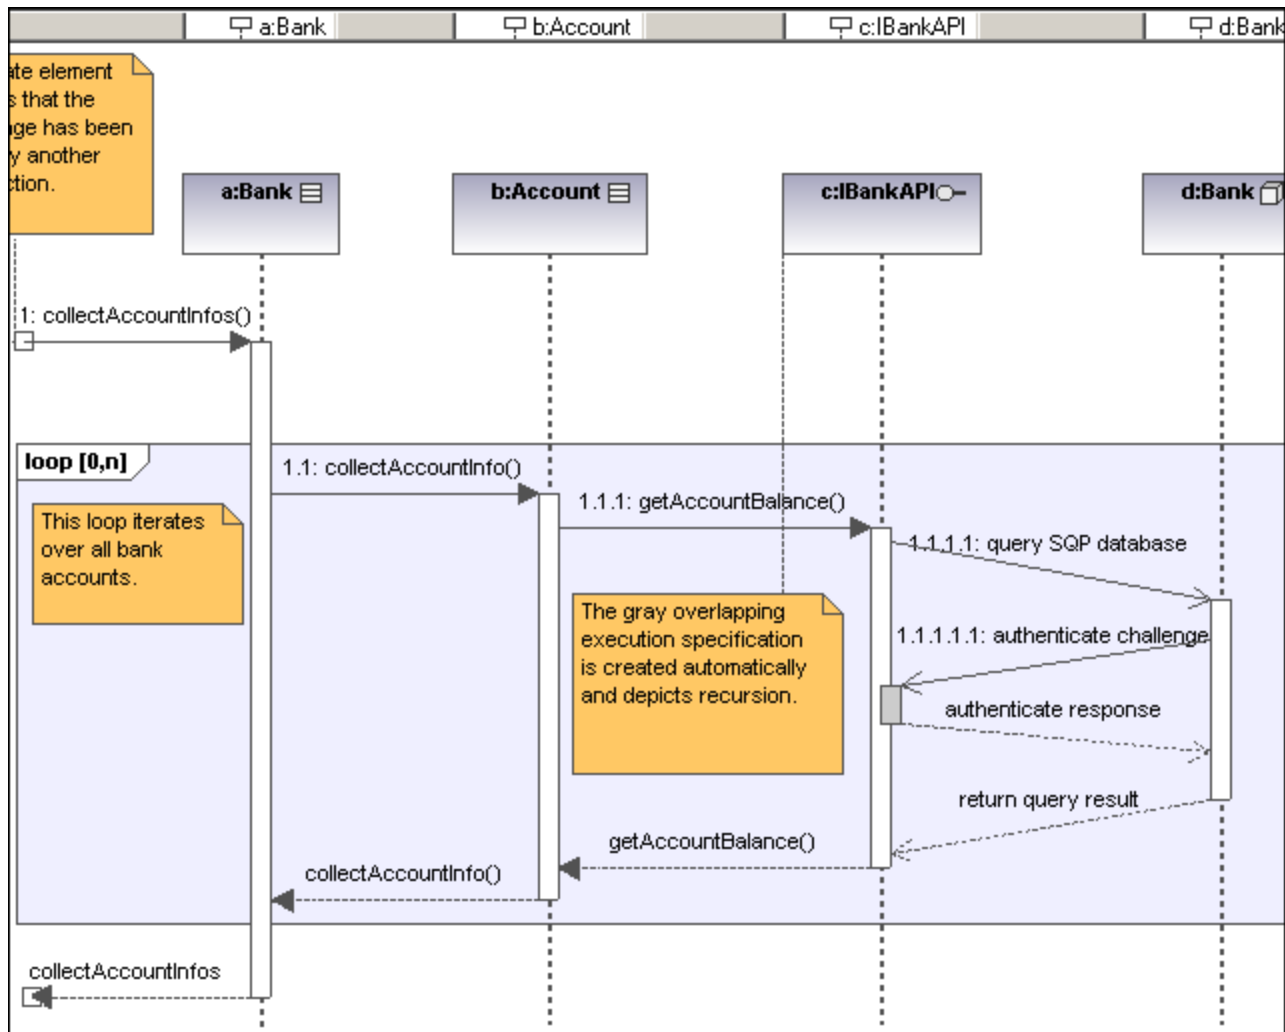 a:Bank
b:Account
c:IBankAPI
d:Bank
element
that the
has been
another
a:Bank
b:Account
c:IBankAPI
d:Bank
1: collectAccountInfos()
loop [0,n]
1.1: collectAccountInfo()
1.1.1: getAccountBalance()
1.1.1.1: query SQP database
This loop iterates
over all bank
accounts.
The gray overlapping
execution specification
is created automatically
and depicts recursion.
1.1.1.1.1: authenticate challenge
authenticate response
return query result
getAccountBalance()
collectAccountInfo()
collectAccountInfos